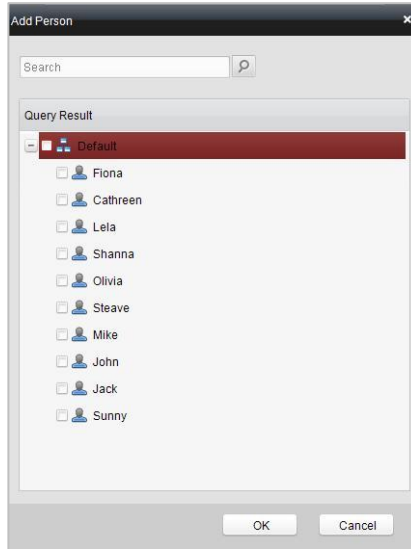 Add Person
Search
Query Result
Default
Fiona
Cathreen
Lela
Shanna
Olivia
Steave
Mike
John
Jack
Sunny
OK Cancel